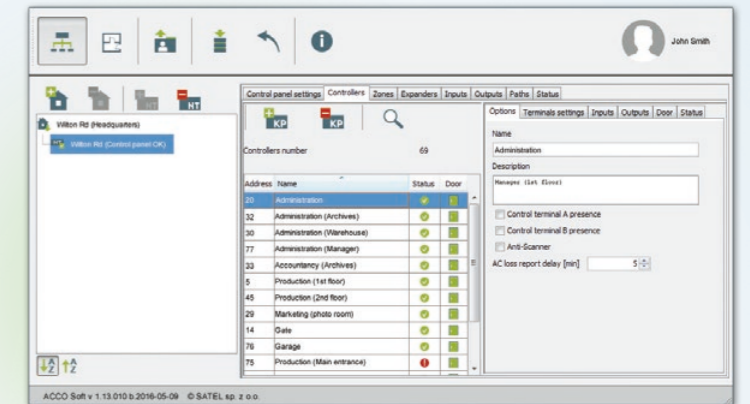 John Smith
HT
HT
Wilton Rd (Headquarters)
Wilton Rd (Control panel OK)
Control panel settings Controllers Zones Expanders Inputs Outputs Paths Status
KP KP
Controllers number 69
Address Name Status Door
20 Administration
32 Administration (Archives)
30 Administration (Warehouse)
77 Administration (Manager)
33 Accountancy (Archives)
5 Production (1st floor)
45 Production (2nd floor)
29 Marketing (photo room)
14 Gate
76 Garage
75 Production (Main entrance)
Options Terminals settings Inputs Outputs Door Status
Name
Administration
Description
Manager (1st floor)
Control terminal A presence
Control terminal B presence
Anti-Scanner
AC loss report delay [min] 5
A
Z
A
Z
ACCO Soft v 1.13.010 b.2016-05-09 © SATEL sp. z o.o.